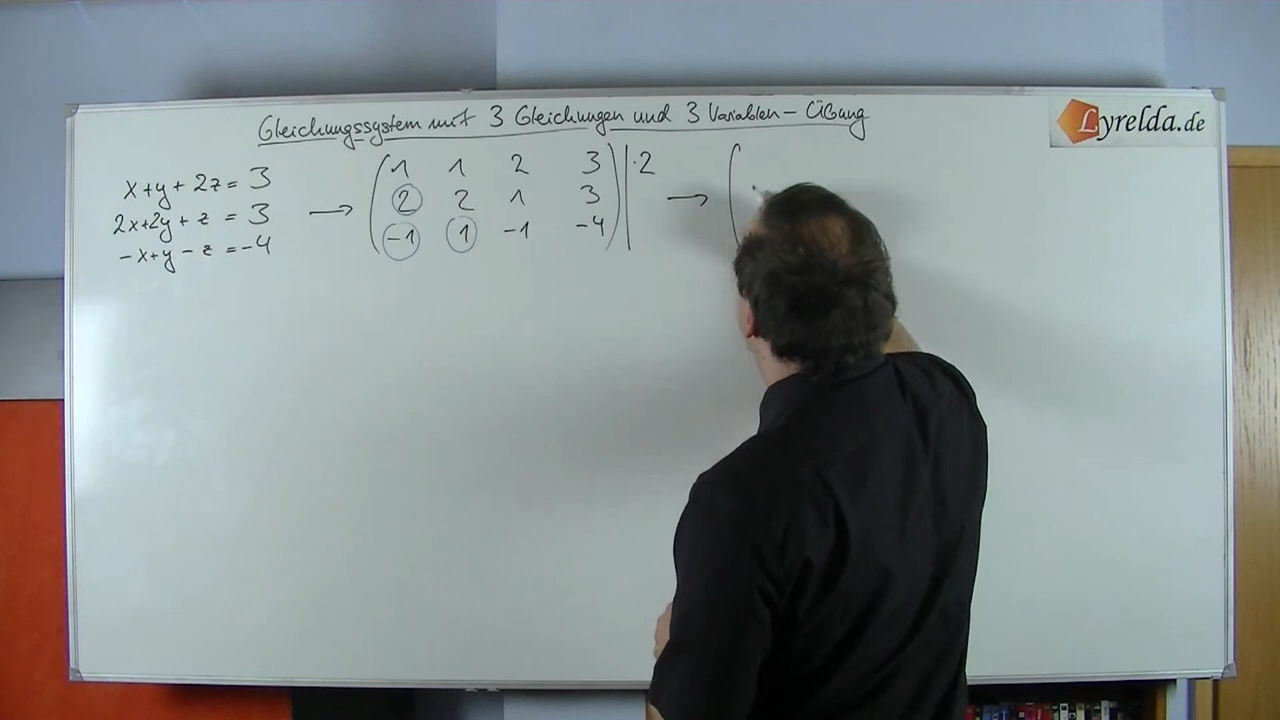 Gleichungssystem mit 3 Gleichungen und 3 Variablen – Übung
Lyrelda.de
x+y+2z=3
2x+2y+z=3
-x+y-z=-4
→
( 1 1 2 3 ) | ·2
2 2 1 3
-1 1 -1 -4
→ (